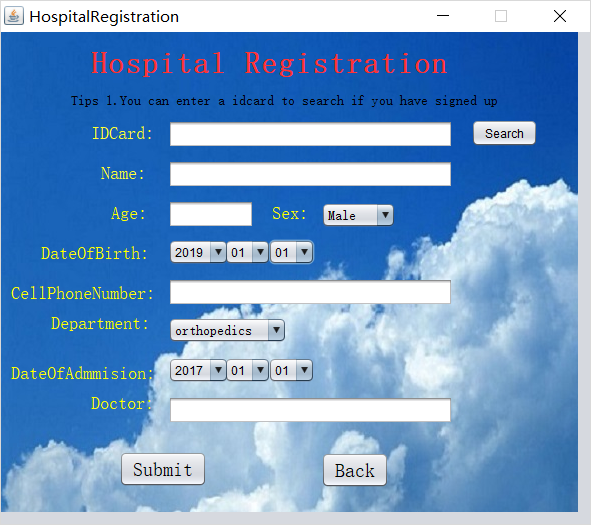 HospitalRegistration
Hospital Registration
Tips 1.You can enter a idcard to search if you have signed up
IDCard: Search
Name:
Age: Sex: Male
DateOfBirth: 2019 01 01
CellPhoneNumber:
Department: orthopedics
DateOfAdmmision: 2017 01 01
Doctor:
Submit Back